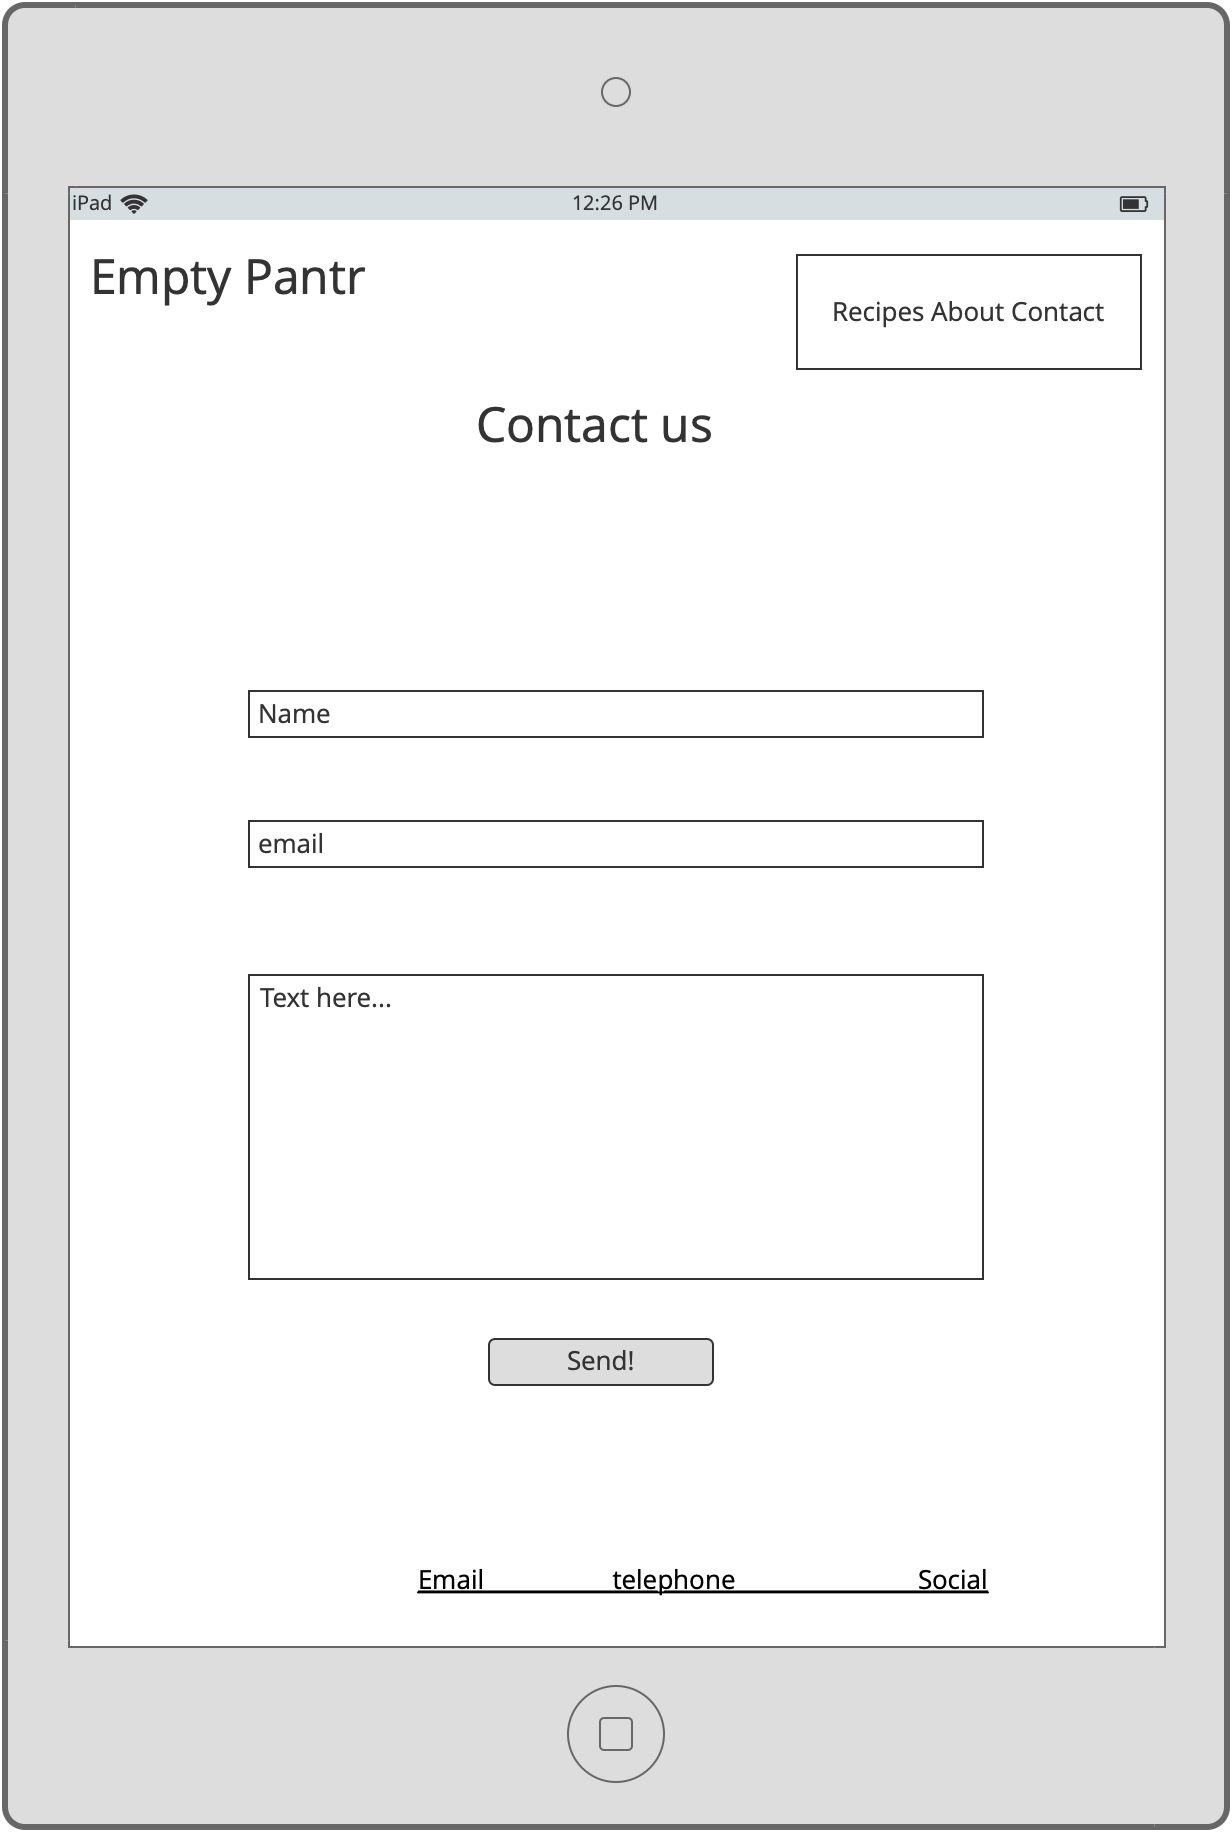 iPad 12:26 PM
Empty Pantr
Recipes About Contact
Contact us
Name
email
Text here...
Send!
Email telephone Social